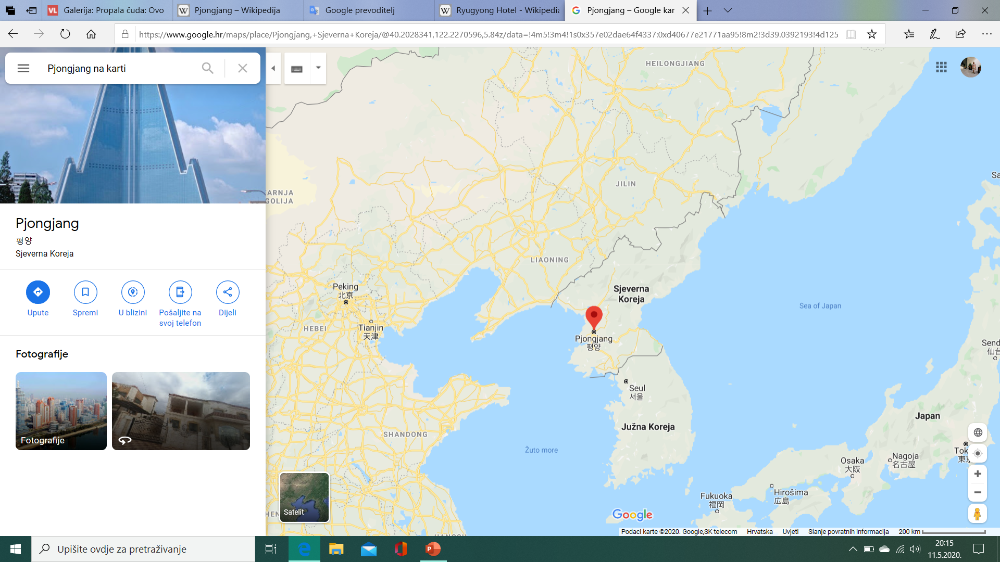 Galerija: Propala čuda: Ovo
Pjongjang – Wikipedija
Google prevoditelj
Ryugyong Hotel - Wikipedia
Pjongjang – Google kar
https://www.google.hr/maps/place/Pjongjang,+Sjeverna+Koreja/@40.2028341,122.2270596,5.84z/data=!4m5!3m4!1s0x357e02dae64f4337:0xd40677e21771aa95!8m2!3d39.0392193!4d125
Pjongjang na karti
Pjongjang
평양
Sjeverna Koreja
Upute
Spremi
U blizini
Pošaljite na
svoj telefon
Dijeli
Fotografije
Fotografije
HEILONGJIANG
JILIN
ARNJA
GOLIJA
LIAONING
Peking
北京
HEBEI
Tianjin
天津
Sjeverna
Koreja
Pjongjang
평양
Sea of Japan
Send
仙台
Seul
서울
Južna Koreja
Japan
SHANDONG
Žuto more
Tok
東京
Nagoja
名古屋
Osaka
大阪
Hirošima
広島
Fukuoka
福岡
Satelit
Google
Podaci karte ©2020. Google,SK telecom
Hrvatska
Uvjeti
Slanje povratnih informacija
200 km
Upišite ovdje za pretraživanje
20:15
11.5.2020.